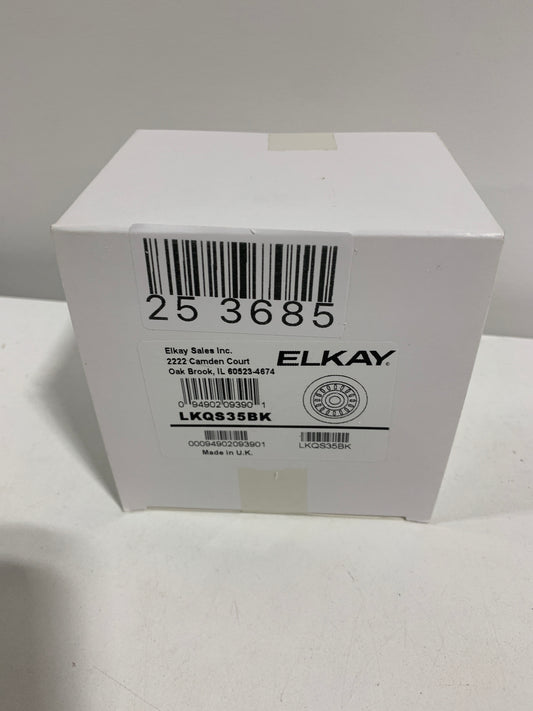 25 3685
Elkay Sales Inc.
2222 Camden Court
Oak Brook, IL 60523-4674
ELKAY®
0 94902 09390 1
LKQS35BK
00094902093901
LKQS35BK
Made in U.K.